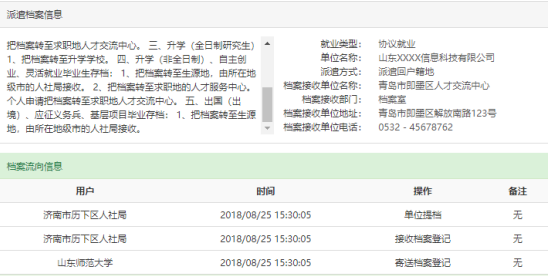 派遣档案信息
把档案转至求职地人才交流中心。 三、升学（全日制研究生）
1、把档案转至升学学校。 四、升学（非全日制）、自主创
业、灵活就业毕业生存档： 1、把档案转至生源地，由所在地
级市的人社局接收。 2、把档案转至求职地的人才服务中心。
个人申请把档案转至求职地人才交流中心。 五、出国（出
境）、应征义务兵、基层项目毕业存档： 1、把档案转至生源
地、由所在地级市的人社局接收。
就业类型： 协议就业
单位名称： 山东XXXX信息科技有限公司
派遣方式： 派遣回户籍地
档案接收单位名称： 青岛市即墨区人才交流中心
档案接收部门： 档案室
档案接收单位地址： 青岛市即墨区解放南路123号
档案接收单位电话： 0532 - 45678762
档案流向信息
用户 时间 操作 备注
济南市历下区人社局 2018/08/25 15:30:05 单位提档 无
济南市历下区人社局 2018/08/25 15:30:05 接收档案登记 无
山东师范大学 2018/08/25 15:30:05 寄送档案登记 无